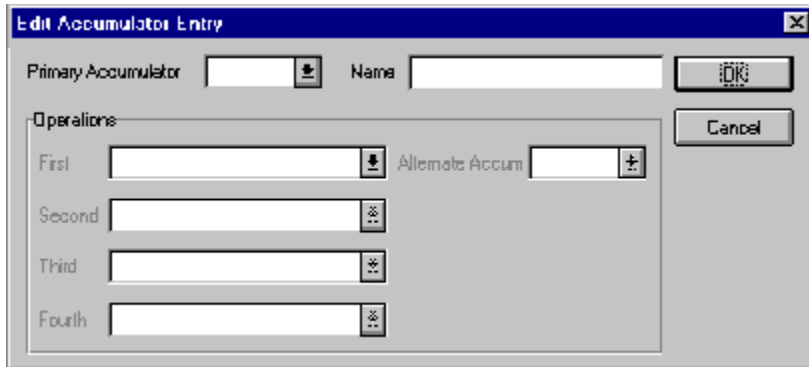 Edit Accumulator Entry
Primary Accumulator Name OK
Operations Cancel
First Alternate Accum
Second
Third
Fourth